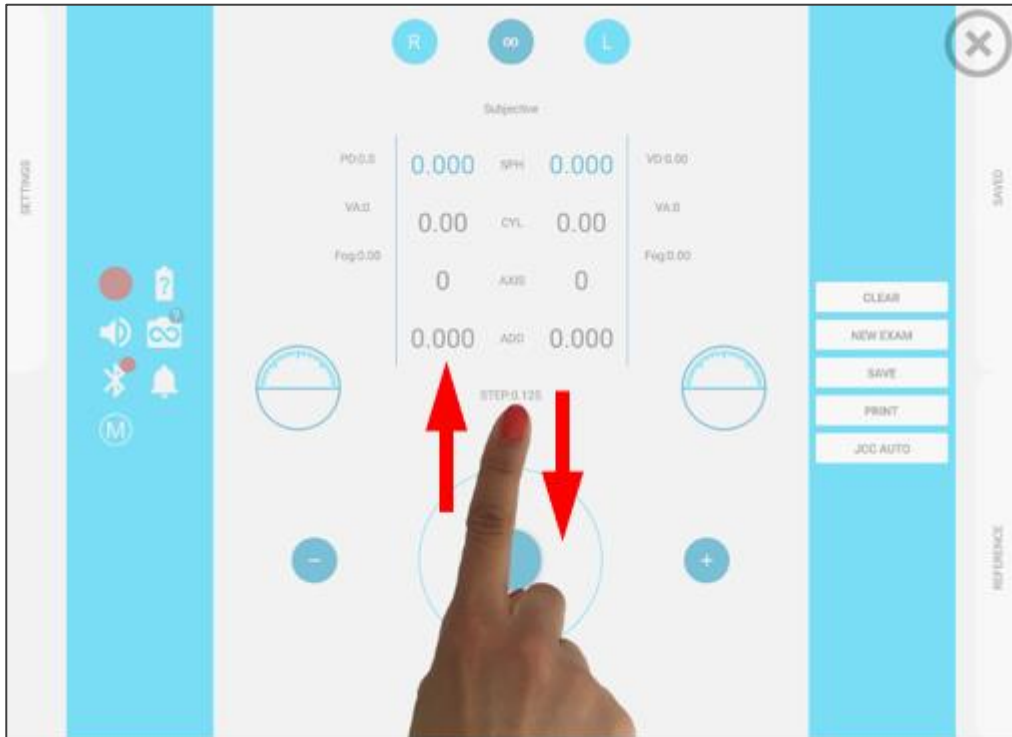 R ∞ L
Subjective
PD:0.0 0.000 SPH 0.000 VD:0.00
VA:0 0.00 CYL 0.00 VA:0
Fog:0.00 0 AXIS 0 Fog:0.00
0.000 ADD 0.000
STEP:0.125
- +
SETTINGS
?
M
CLEAR
NEW EXAM
SAVE
PRINT
JCC AUTO
SAVED
REFERENCE